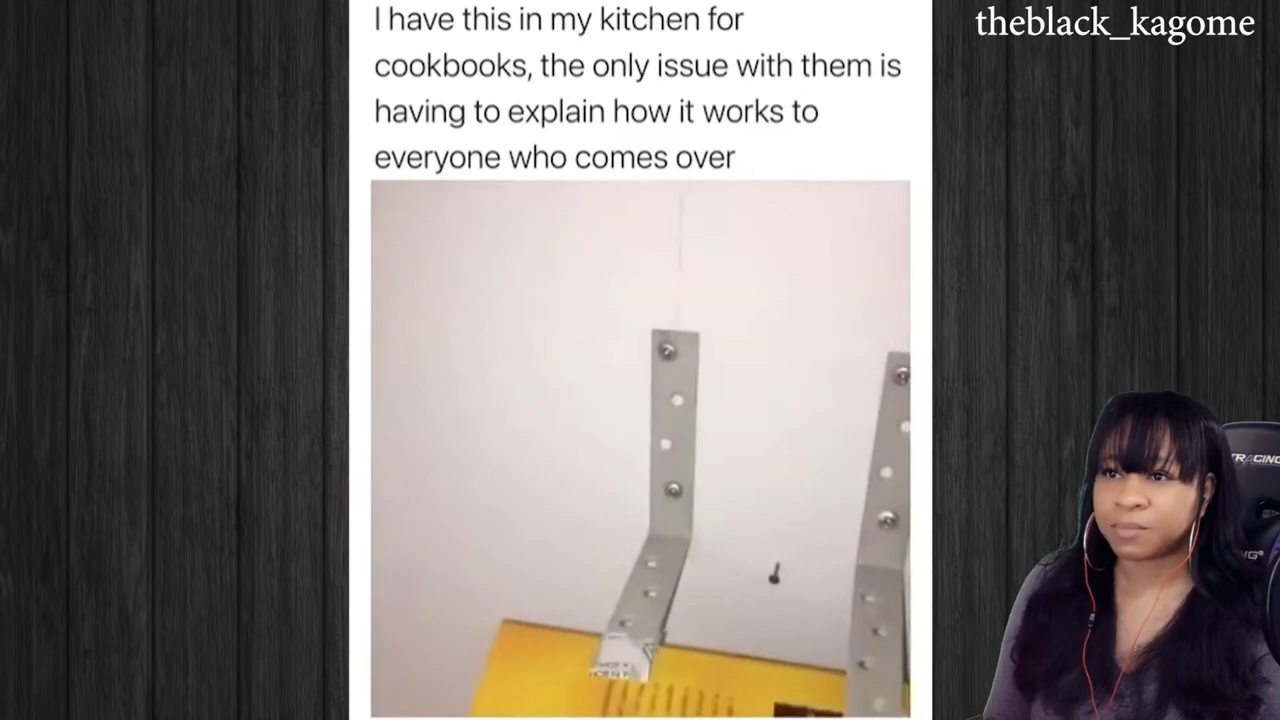 theblack_kagome
I have this in my kitchen for
cookbooks, the only issue with them is
having to explain how it works to
everyone who comes over